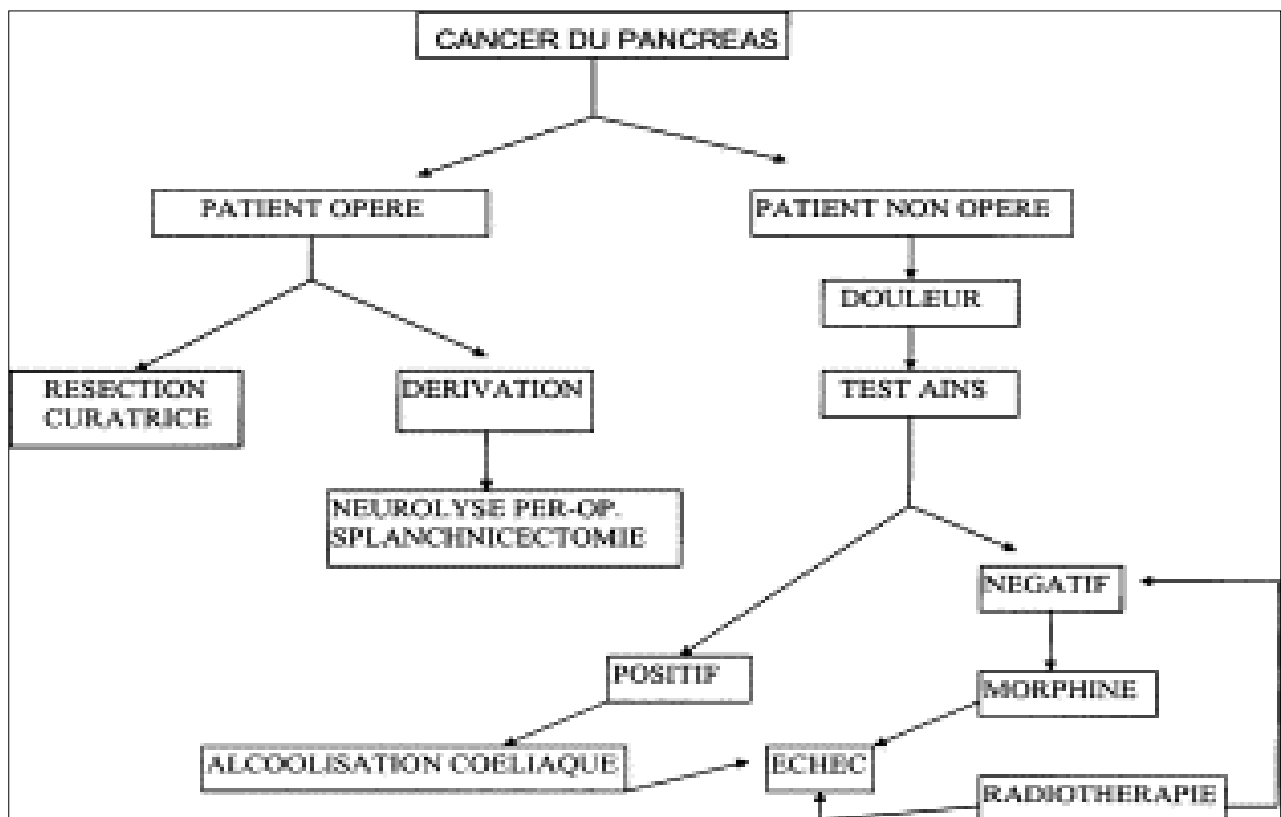 CANCER DU PANCREAS
PATIENT OPERE
PATIENT NON OPERE
DOULEUR
RESECTION
CURATRICE
DERIVATION
TEST AINS
NEUROLYSE PER-OP.
SPLANCHNICECTOMIE
NEGATIF
POSITIF
MORPHINE
ALCOOLISATION COELIAQUE
ECHEC
RADIOTHERAPIE